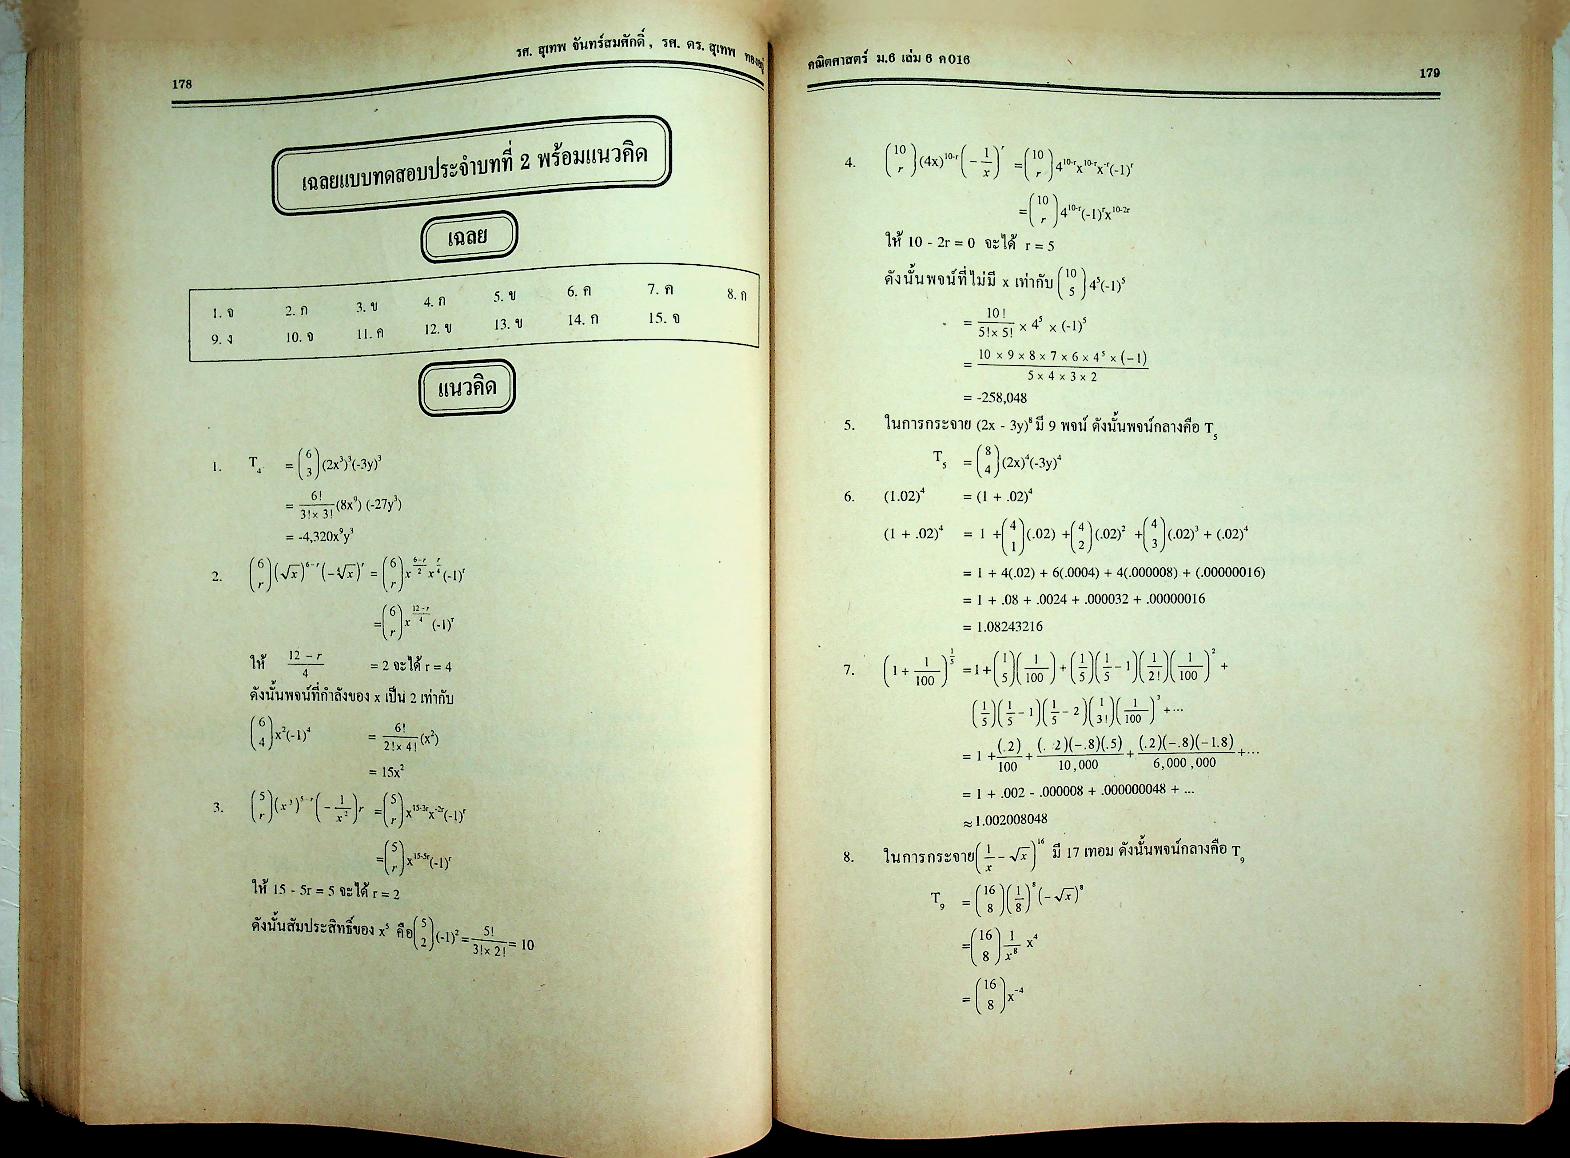 178
รศ. สุเทพ จันทร์สมศักดิ์, รศ. ดร. สุเทพ
เฉลยแบบทดสอบประจำบทที่ 2 พร้อมแนวคิด
เฉลย
1. จ 2. ก 3. ข 4. ก 5. ข 6. ค 7. ค 8. ก
9. ง 10. จ 11. ค 12. ข 13. ข 14. ก 15. จ
แนวคิด
1. T₄ = (6 3)(2x³)³(-3y)³
= 6!/(3!×3!) (8x⁹) (-27y³)
= -4,320x⁹y³
2. (6 r)(√x)^(6-r)(-⁴√x)^r = (6 r)x^((6-r)/2) x^(r/4)(-1)^r
= (6 r)x^((12-r)/4)(-1)^r
ให้ (12-r)/4 = 2 จะได้ r = 4
ดังนั้นพจน์ที่กำลังของ x เป็น 2 เท่ากับ
(6 4)x²(-1)⁴ = 6!/(2!×4!) (x²)
= 15x²
3. (5 r)(x³)^(5-r)(-1/x²)r = (5 r)x^(15-3r)x^(-2r)(-1)^r
= (5 r)x^(15-5r)(-1)^r
ให้ 15 - 5r = 5 จะได้ r = 2
ดังนั้นสัมประสิทธิ์ของ x⁵ คือ (5 2)(-1)² = 5!/(3!×2!) = 10
คณิตศาสตร์ ม.6 เล่ม 6 ค016
179
4. (10 r)(4x)^(10-r)(-1/x)^r = (10 r)4^(10-r)x^(10-r)x^(-r)(-1)^r
= (10 r)4^(10-r)(-1)^r x^(10-2r)
ให้ 10 - 2r = 0 จะได้ r = 5
ดังนั้นพจน์ที่ไม่มี x เท่ากับ (10 5)4⁵(-1)⁵
= 10!/(5!×5!) × 4⁵ × (-1)⁵
= (10 × 9 × 8 × 7 × 6 × 4⁵ × (-1))/(5 × 4 × 3 × 2)
= -258,048
5. ในการกระจาย (2x - 3y)⁸ มี 9 พจน์ ดังนั้นพจน์กลางคือ T₅
T₅ = (8 4)(2x)⁴(-3y)⁴
6. (1.02)⁴ = (1 + .02)⁴
(1 + .02)⁴ = 1 + (4 1)(.02) + (4 2)(.02)² + (4 3)(.02)³ + (.02)⁴
= 1 + 4(.02) + 6(.0004) + 4(.000008) + (.00000016)
= 1 + .08 + .0024 + .000032 + .00000016
= 1.08243216
7. (1 + 1/100)^(1/5) = 1 + (1/5)(1/100) + (1/5)(1/5 - 1)(1/2!)(1/100)² +
(1/5)(1/5 - 1)(1/5 - 2)(1/3!)(1/100)³ + ...
= 1 + (.2)/100 + (.2)(-.8)(.5)/10,000 + (.2)(-.8)(-1.8)/6,000,000 + ...
= 1 + .002 - .000008 + .000000048 + ...
≈ 1.002008048
8. ในการกระจาย (1/x - √x)¹⁶ มี 17 เทอม ดังนั้นพจน์กลางคือ T₉
T₉ = (16 8)(1/8)⁸(-√x)⁸
= (16 8) 1/x⁸ x⁴
= (16 8)x⁻⁴